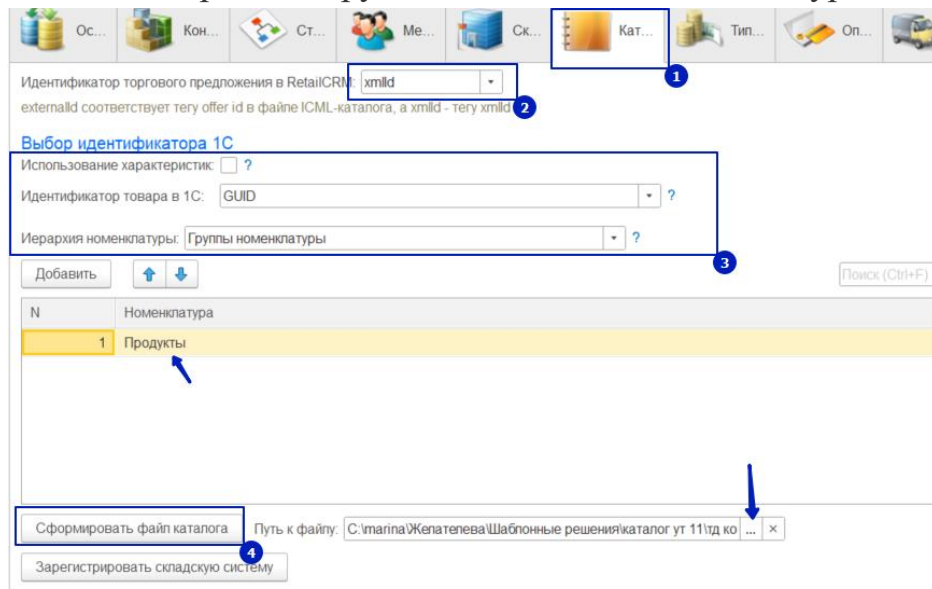 Ос...
Кон...
Ст...
Ме...
Ск...
Кат...
Тип...
Оп...
1
Идентификатор торгового предложения в RetailCRM: xmlId
externalId соответствует тегу offer id в файле ICML-каталога, а xmlId - тегу xmlId
2
Выбор идентификатора 1С
Использование характеристик: ?
Идентификатор товара в 1С: GUID ?
Иерархия номенклатуры: Группы номенклатуры ?
3
Добавить
Поиск (Ctrl+F)
N Номенклатура
1 Продукты
Сформировать файл каталога Путь к файлу: C:\marina\Желателева\Шаблонные решения\каталог ут 11\тд ко ... ×
4
Зарегистрировать складскую систему